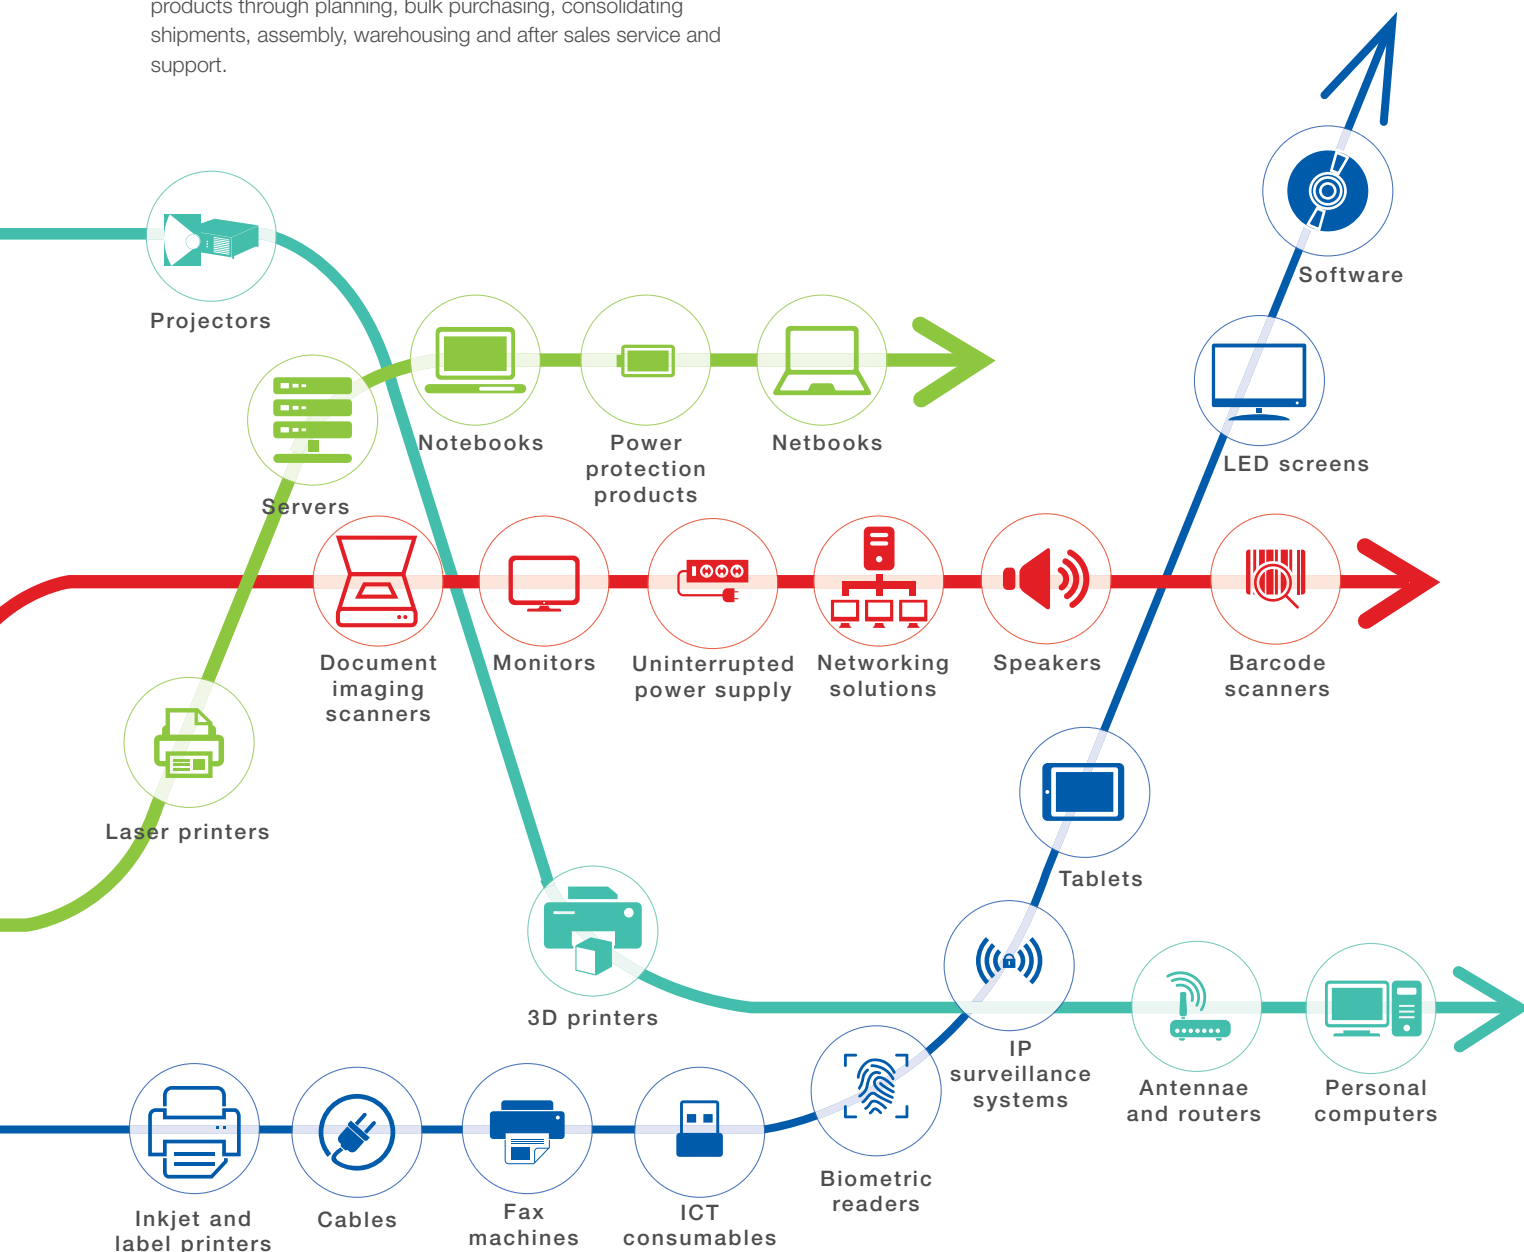 products through planning, bulk purchasing, consolidating
shipments, assembly, warehousing and after sales service and
support.
Software
Projectors
Notebooks
Power
protection
products
Netbooks
LED screens
Servers
Document
imaging
scanners
Monitors
Uninterrupted
power supply
Networking
solutions
Speakers
Barcode
scanners
Laser printers
Tablets
3D printers
IP
surveillance
systems
Antennae
and routers
Personal
computers
Biometric
readers
Inkjet and
label printers
Cables
Fax
machines
ICT
consumables